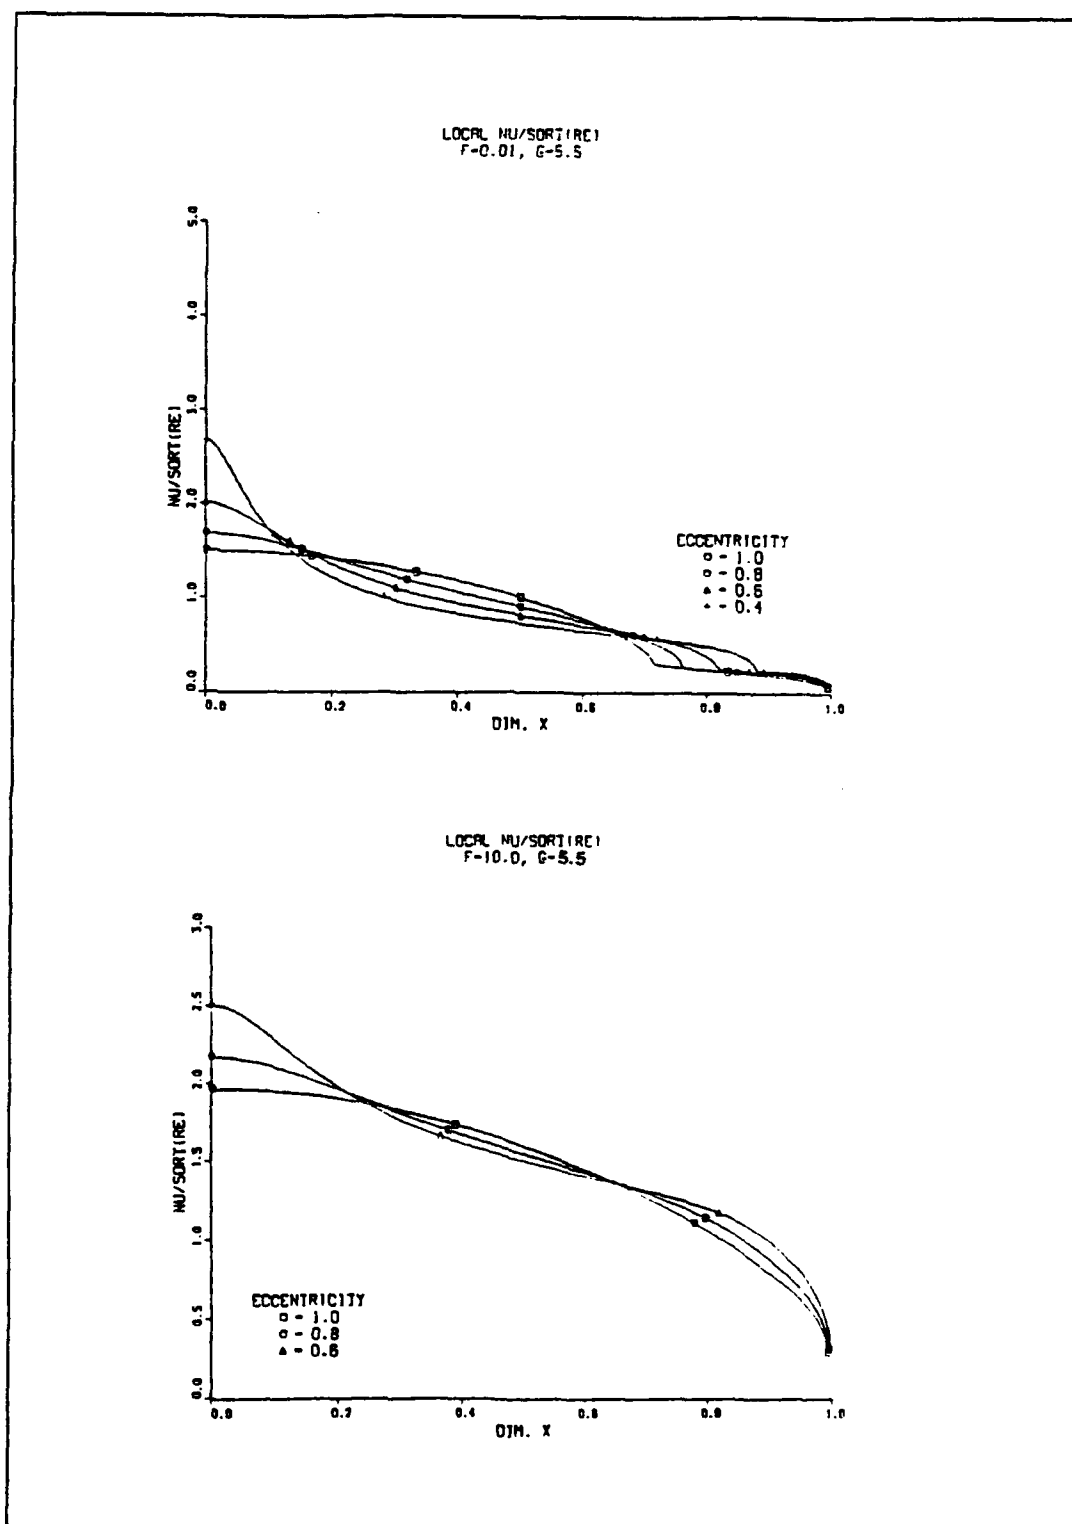 LOCAL NU/SQRT(RE)
F=0.01, G=5.5
5.0
4.0
3.0
2.0
1.0
0.0
NU/SQRT(RE)
ECCENTRICITY
- 1.0
- 0.8
- 0.6
- 0.4
0.0 0.2 0.4 0.6 0.8 1.0
DIM. X
LOCAL NU/SQRT(RE)
F=10.0, G=5.5
3.0
2.5
2.0
1.5
1.0
0.5
0.0
NU/SQRT(RE)
ECCENTRICITY
- 1.0
- 0.8
- 0.6
0.0 0.2 0.4 0.6 0.8 1.0
DIM. X